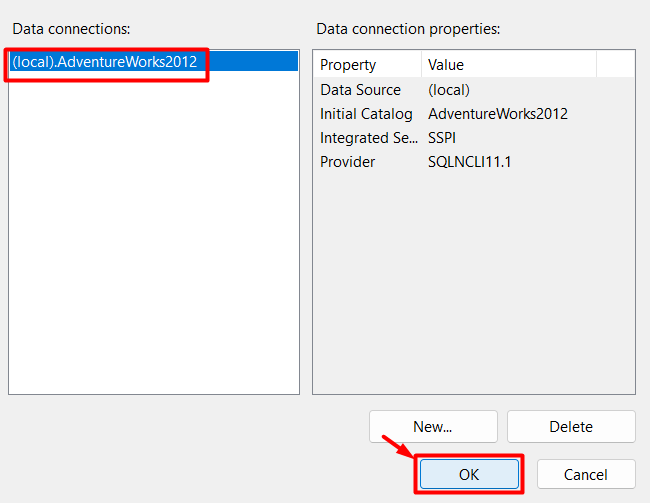 Data connections:
Data connection properties:
(local).AdventureWorks2012
Property Value
Data Source (local)
Initial Catalog AdventureWorks2012
Integrated Se... SSPI
Provider SQLNCLI11.1
New... Delete
OK Cancel